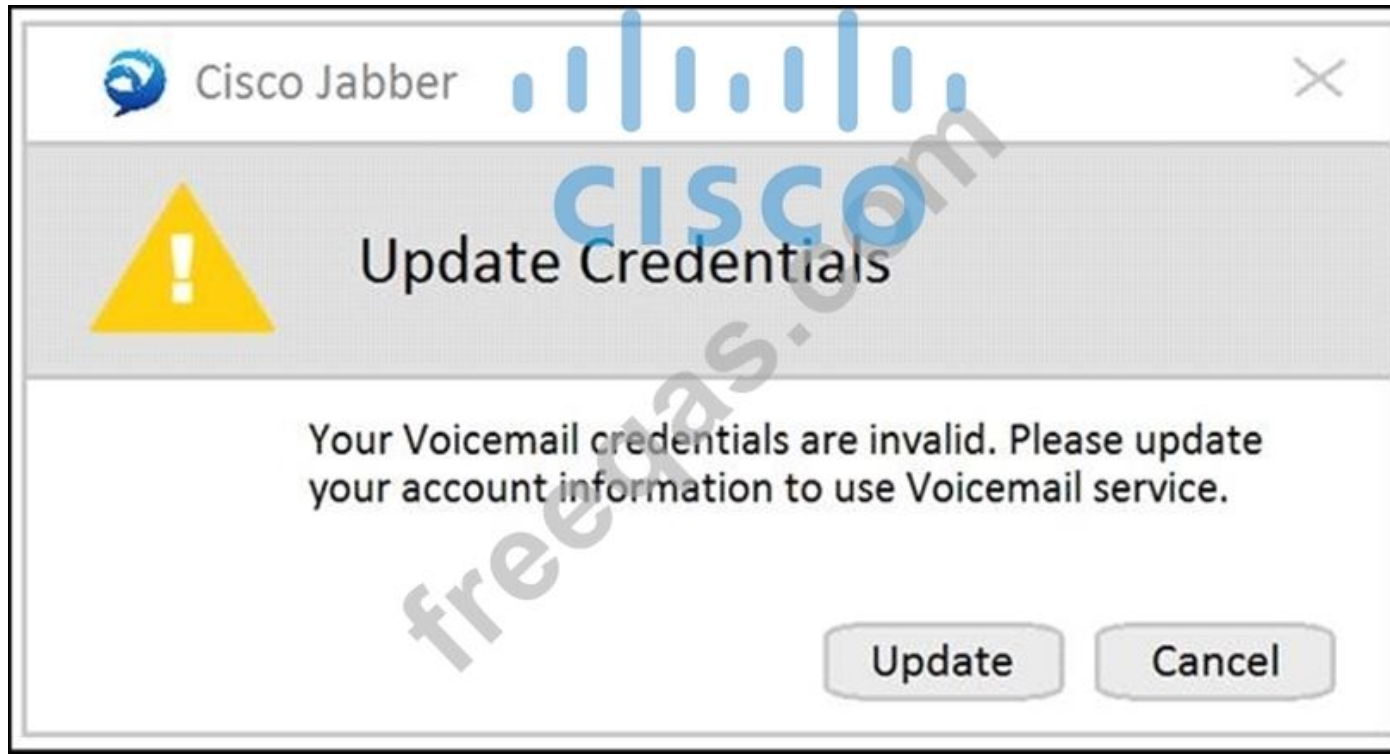 Cisco Jabber
CISCO
Update Credentials
Your Voicemail credentials are invalid. Please update
your account information to use Voicemail service.
freeqas.com
Update Cancel